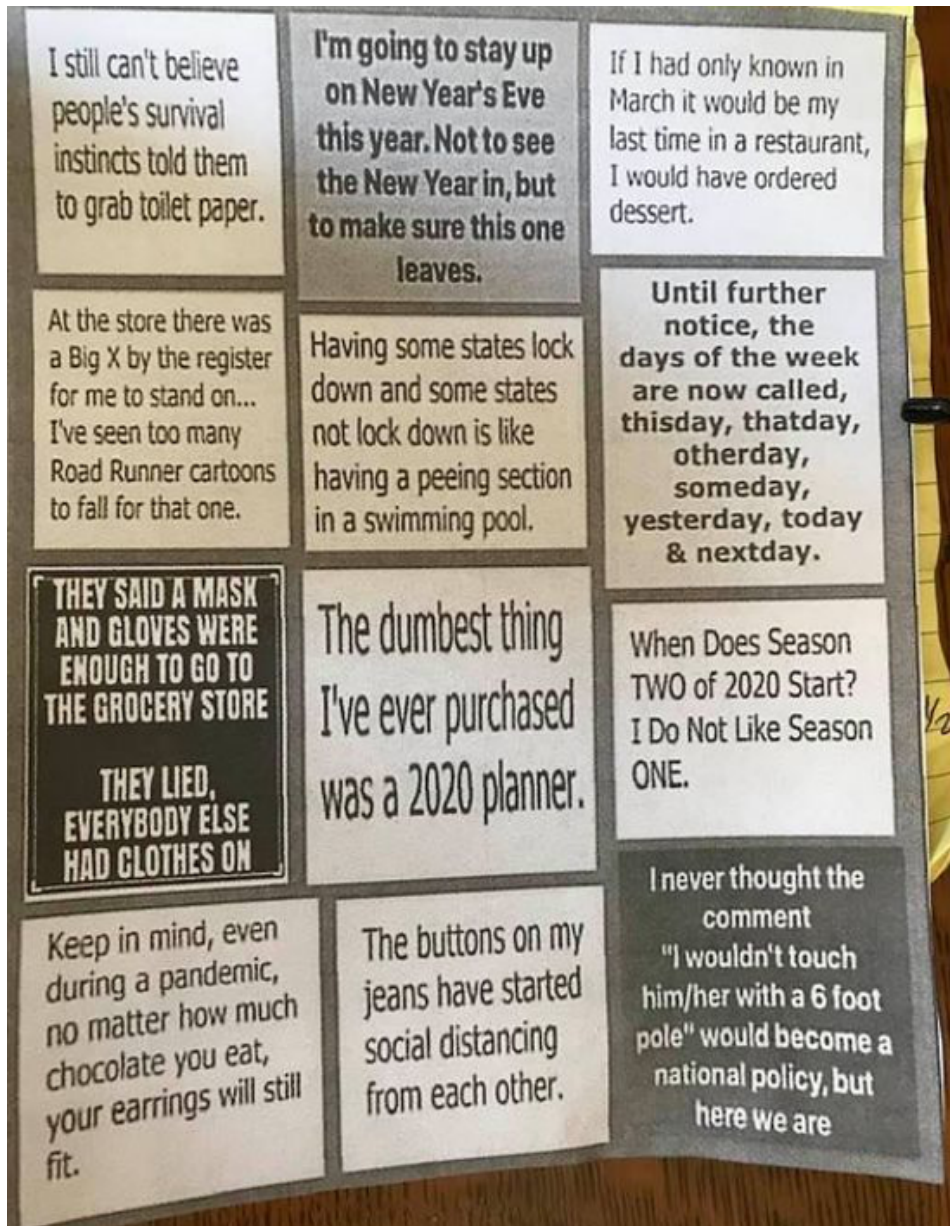 I still can't believe
people's survival
instincts told them
to grab toilet paper.
I'm going to stay up
on New Year's Eve
this year. Not to see
the New Year in, but
to make sure this one
leaves.
If I had only known in
March it would be my
last time in a restaurant,
I would have ordered
dessert.
At the store there was
a Big X by the register
for me to stand on...
I've seen too many
Road Runner cartoons
to fall for that one.
Having some states lock
down and some states
not lock down is like
having a peeing section
in a swimming pool.
Until further
notice, the
days of the week
are now called,
thisday, thatday,
otherday,
someday,
yesterday, today
& nextday.
THEY SAID A MASK
AND GLOVES WERE
ENOUGH TO GO TO
THE GROCERY STORE
THEY LIED,
EVERYBODY ELSE
HAD CLOTHES ON
The dumbest thing
I've ever purchased
was a 2020 planner.
When Does Season
TWO of 2020 Start?
I Do Not Like Season
ONE.
Keep in mind, even
during a pandemic,
no matter how much
chocolate you eat,
your earrings will still
fit.
The buttons on my
jeans have started
social distancing
from each other.
I never thought the
comment
"I wouldn't touch
him/her with a 6 foot
pole" would become a
national policy, but
here we are